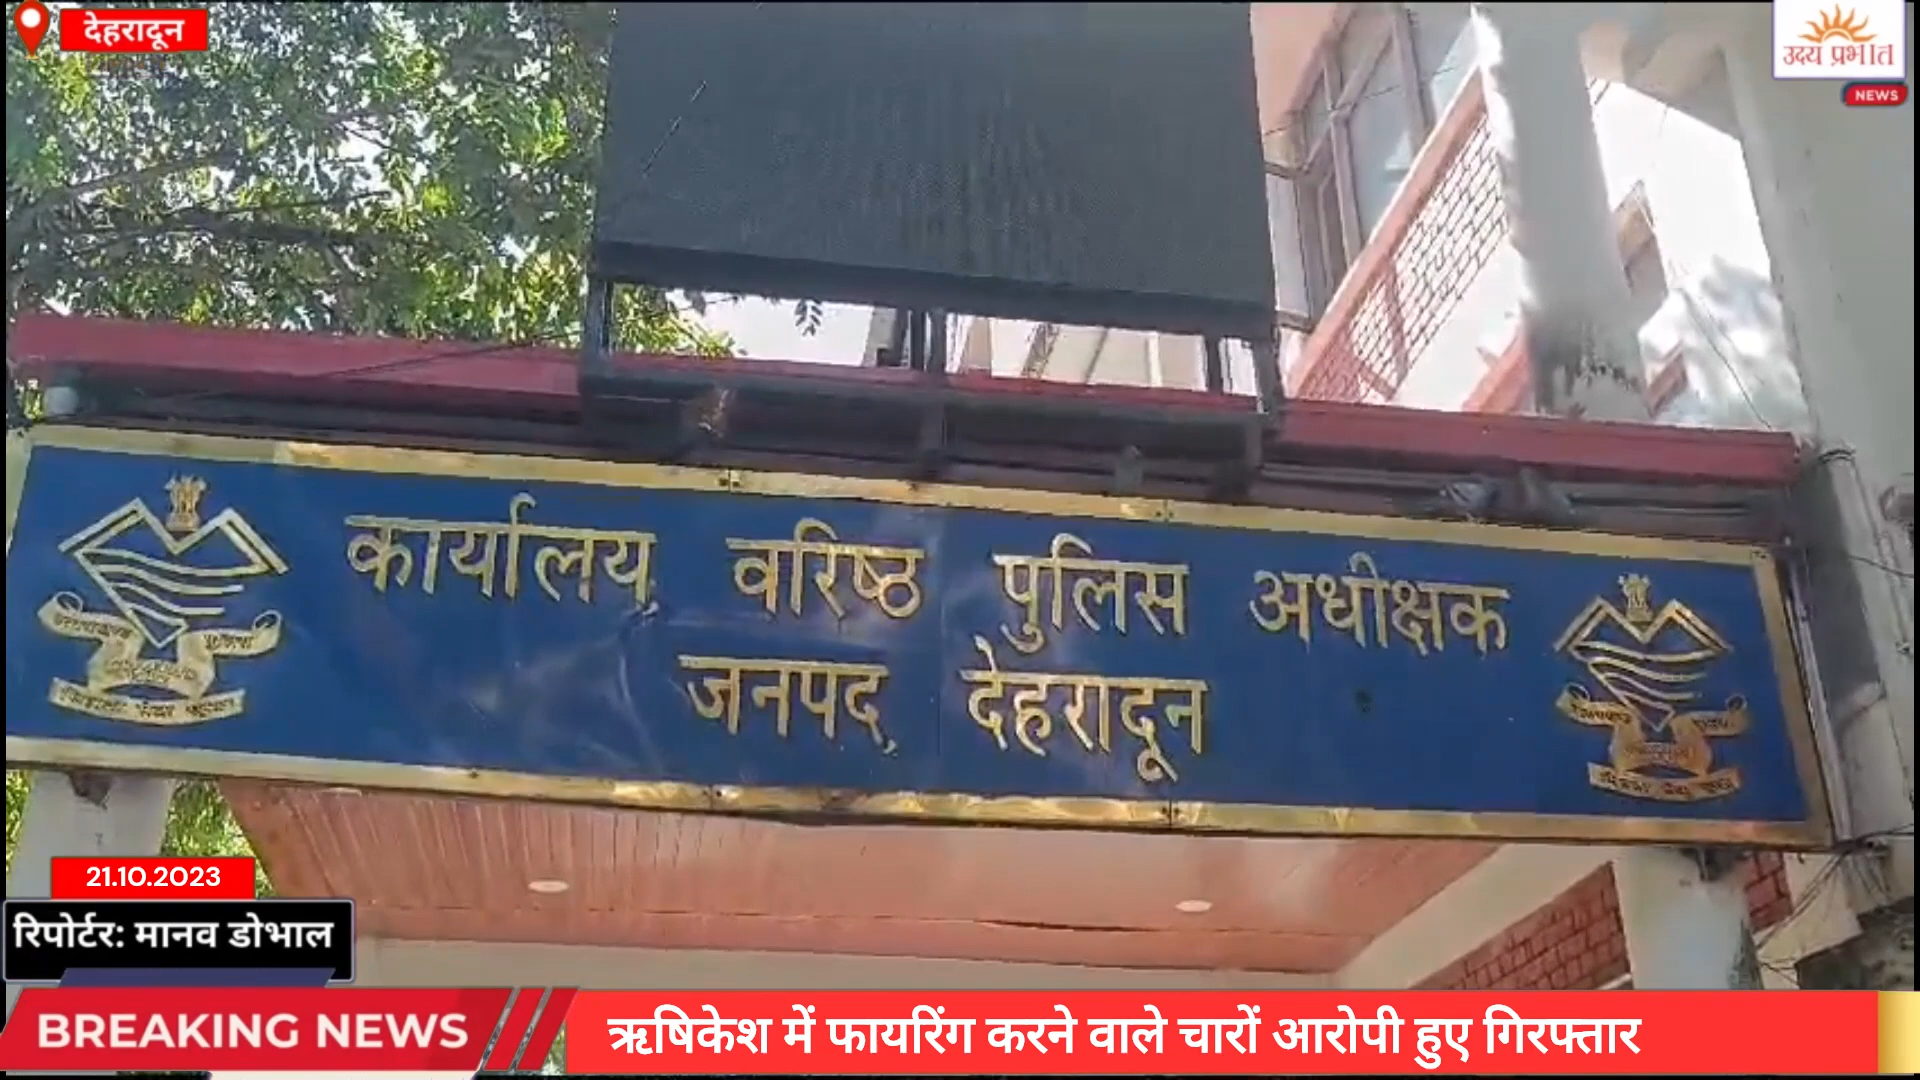 देहरादून
उदय प्रभात
NEWS
कार्यालय वरिष्ठ पुलिस अधीक्षक
जनपद देहरादून
21.10.2023
रिपोर्टर: मानव डोभाल
BREAKING NEWS
ऋषिकेश में फायरिंग करने वाले चारों आरोपी हुए गिरफ्तार